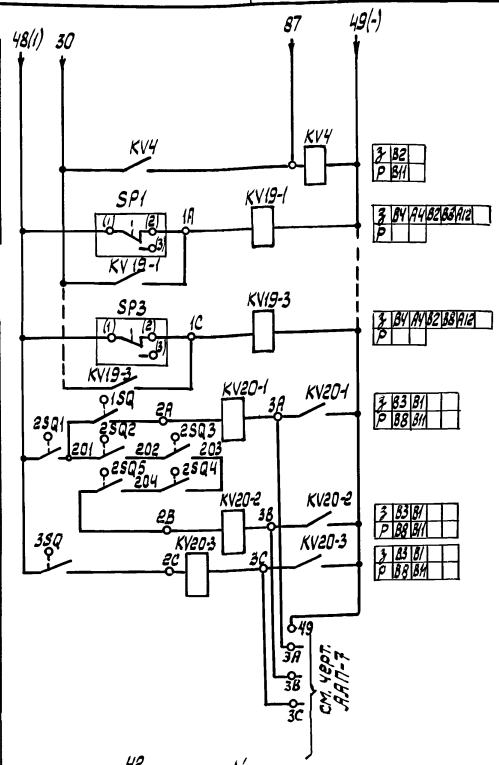 48(1) 30 87 49(-)
KV4 KV4
З В2
Р В11
SP1 KV19-1
(1) (2) 1А
(3)
З В4 А4 В2 В3 А12
Р
KV19-1
SP3 KV19-3
(1) (2) 1С
(3)
З В4 А4 В2 В8 А12
Р
KV19-3
1SQ 2А KV20-1 3А KV20-1
З В3 В1
Р В8 В11
2SQ1 2SQ2 2SQ3
201 202 203
2SQ5 204 2SQ4
2В KV20-2 3В KV20-2
З В3 В1
Р В8 В11
3SQ 2С KV20-3 3С KV20-3
З В3 В1
Р В8 В11
49
3А
3В
3С
см. черт.
ААП-7